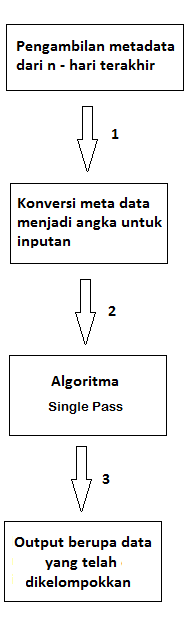 Pengambilan metadata
dari n - hari terakhir
1
Konversi meta data
menjadi angka untuk
inputan
2
Algoritma
Single Pass
3
Output berupa data
yang telah
dikelompokkan